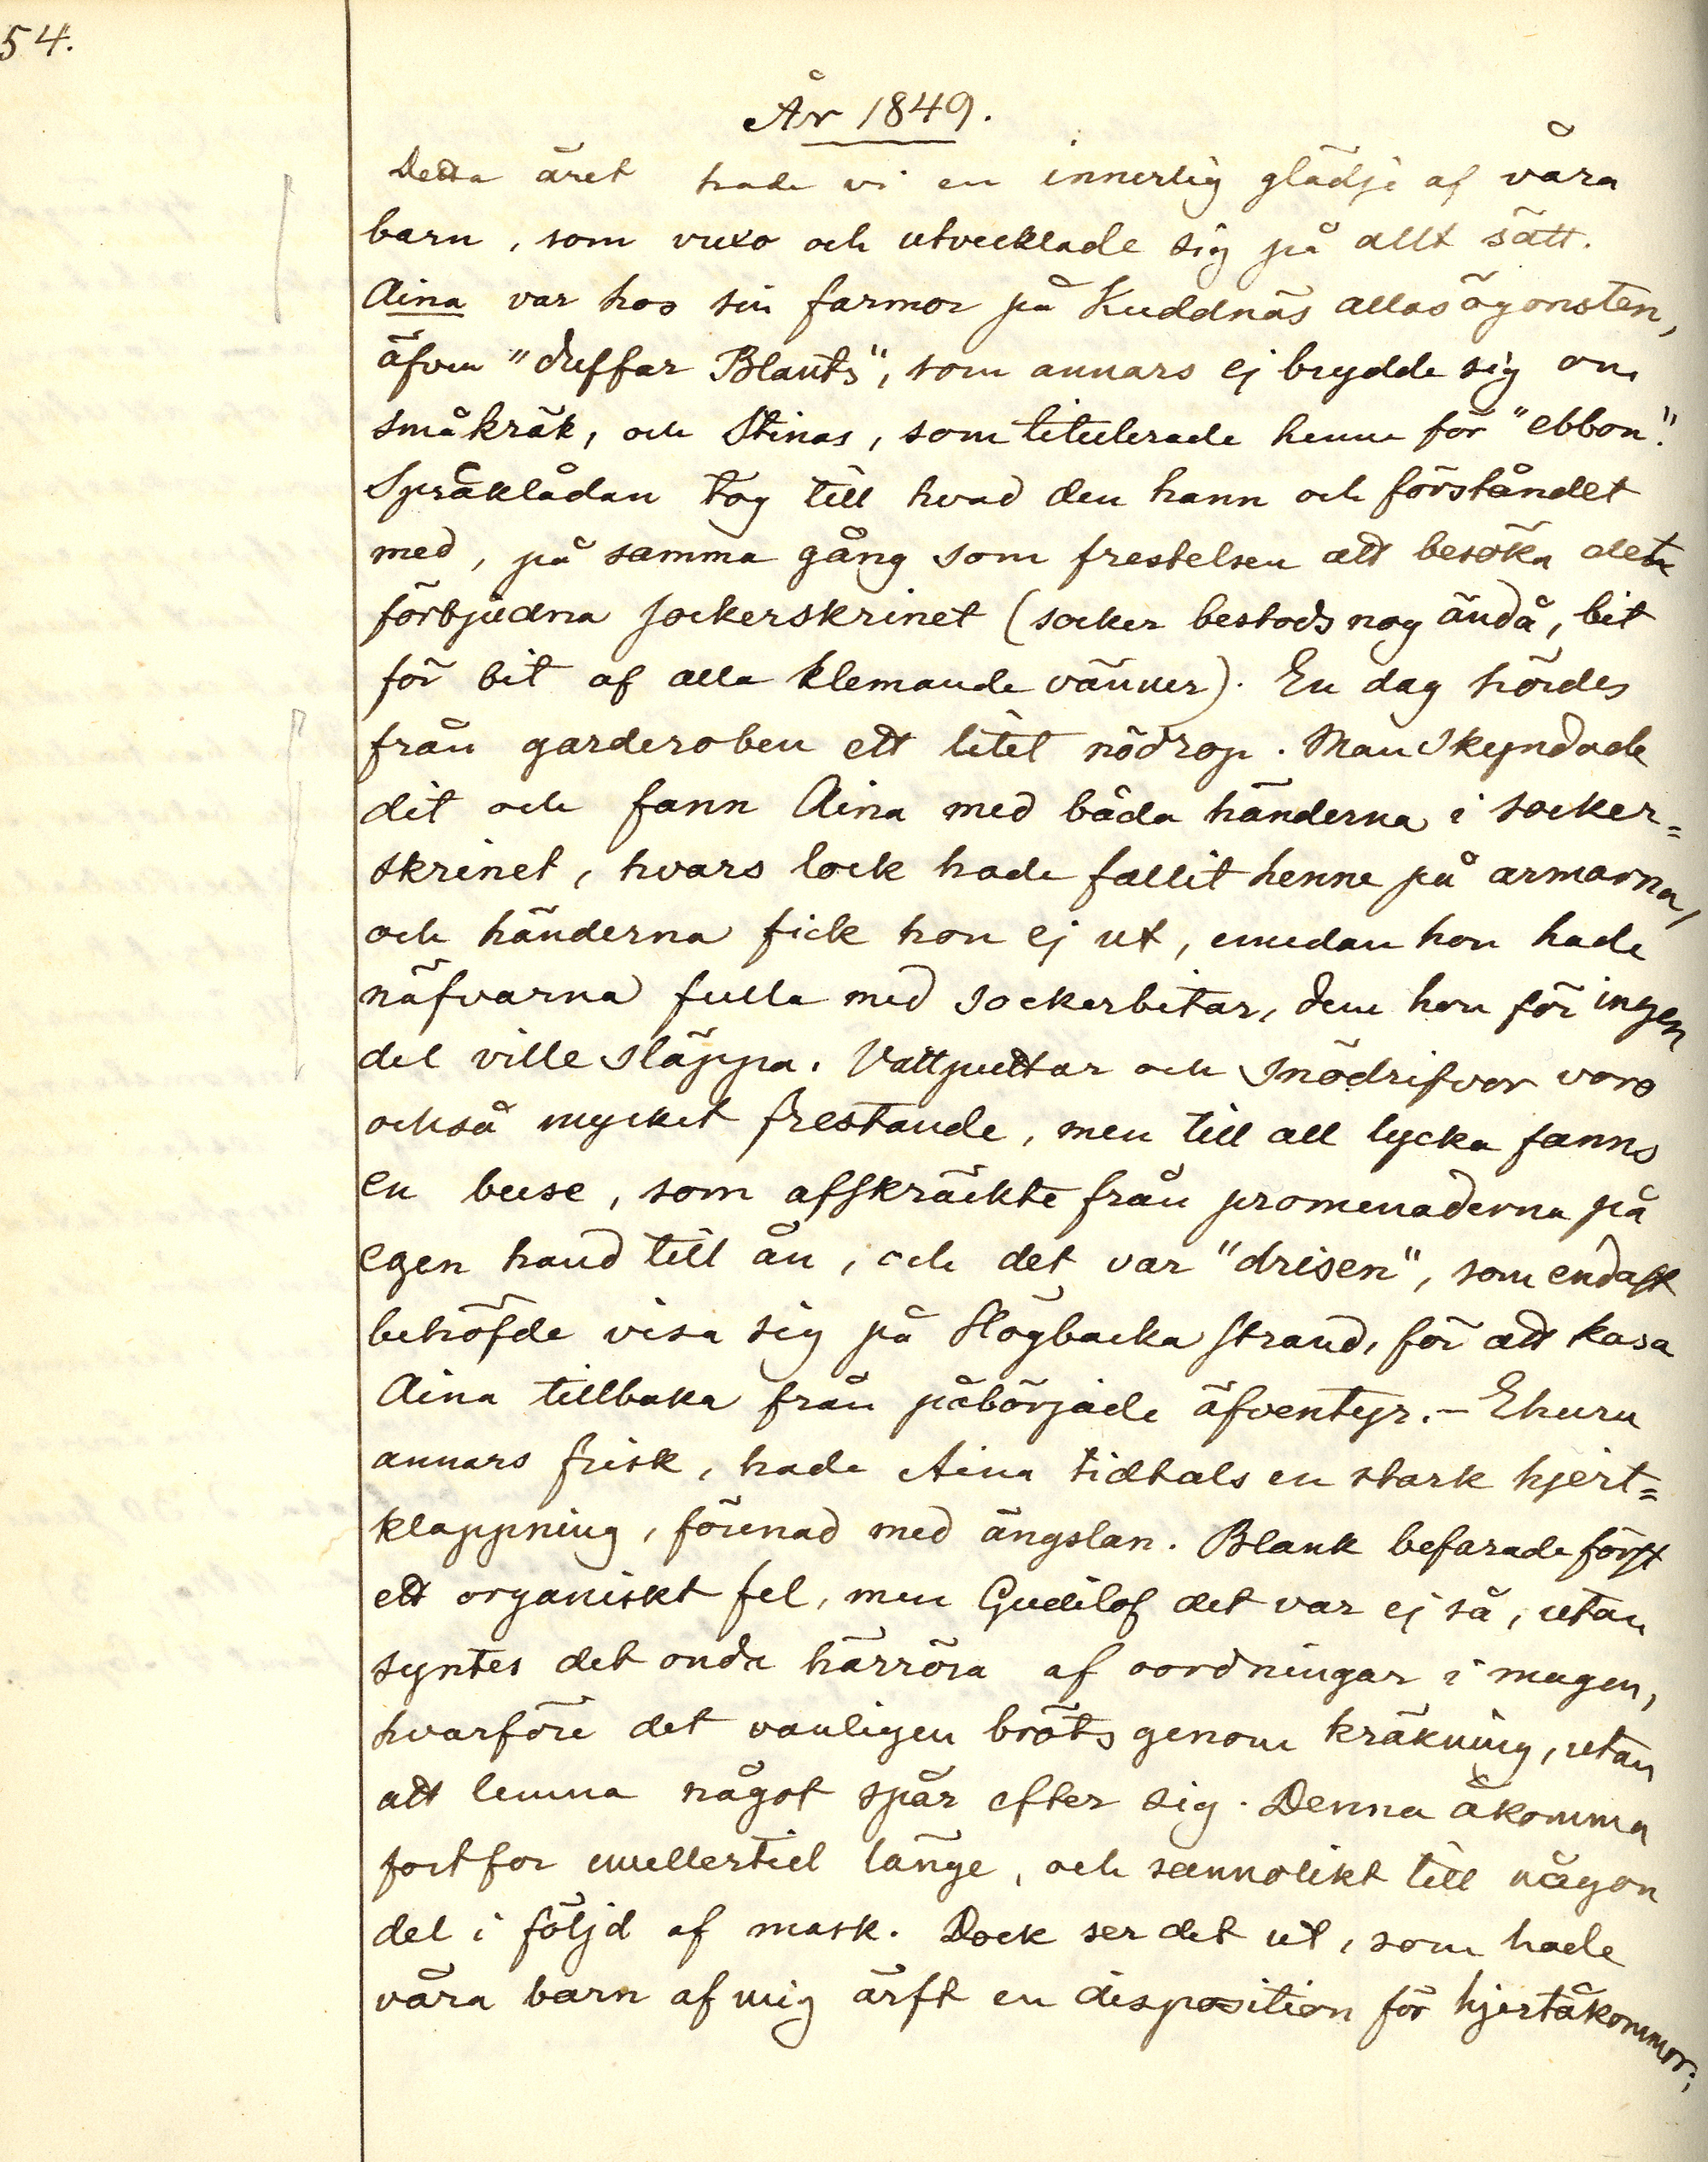 54.
År 1849.
Detta året hade vi en innerlig glädje af våra
barn, som vuxo och utvecklade sig på allt sätt.
Aina var hos sin farmor på Kuddnäs allas ögonsten,
äfven "duffar Blants", som annars ej brydde sig om
småkräk, och Stinas, som titulerade henne för "ebbon".
Språklådan tog till hvad den hann och förståndet
med, på samma gång som frestelsen att besöka det
förbjudna sockerskrinet (socker bestods nog ändå, bit
för bit af alla klemande vänner). En dag hördes
från garderoben ett litet nödrop. Man skyndade
dit och fann Aina med båda händerna i socker=
skrinet, hvars lock hade fallit henne på armarna,
och händerna fick hon ej ut, emedan hon hade
näfvarna fulla med sockerbitar, dem hon för ingen
del ville släppa. Vattputtar och snödrifvor voro
också mycket frestande, men till all lycka fanns
en buse, som afskräckte från promenaderna på
egen hand till ån, och det var "drisen", som endast
behöfde visa sig på Högbacka strand, för att kasa
Aina tillbaka från påbörjade äfventyr. – Ehuru
annars frisk, hade Aina tidtals en stark hjert=
klappning, förenad med ängslan. Blank befarade först
ett organiskt fel, men Gudilof det var ej så, utan
syntes det onda härröra af oordningar i magen,
hvarföre det vanligen bröts genom kräkning, utan
att lemna något spår efter sig. Denna åkomma
fortfor emellertid länge, och sannolikt till någon
del i följd af mask. Dock ser det ut, som hade
våra barn af mig ärft en disposition för hjertåkommor;